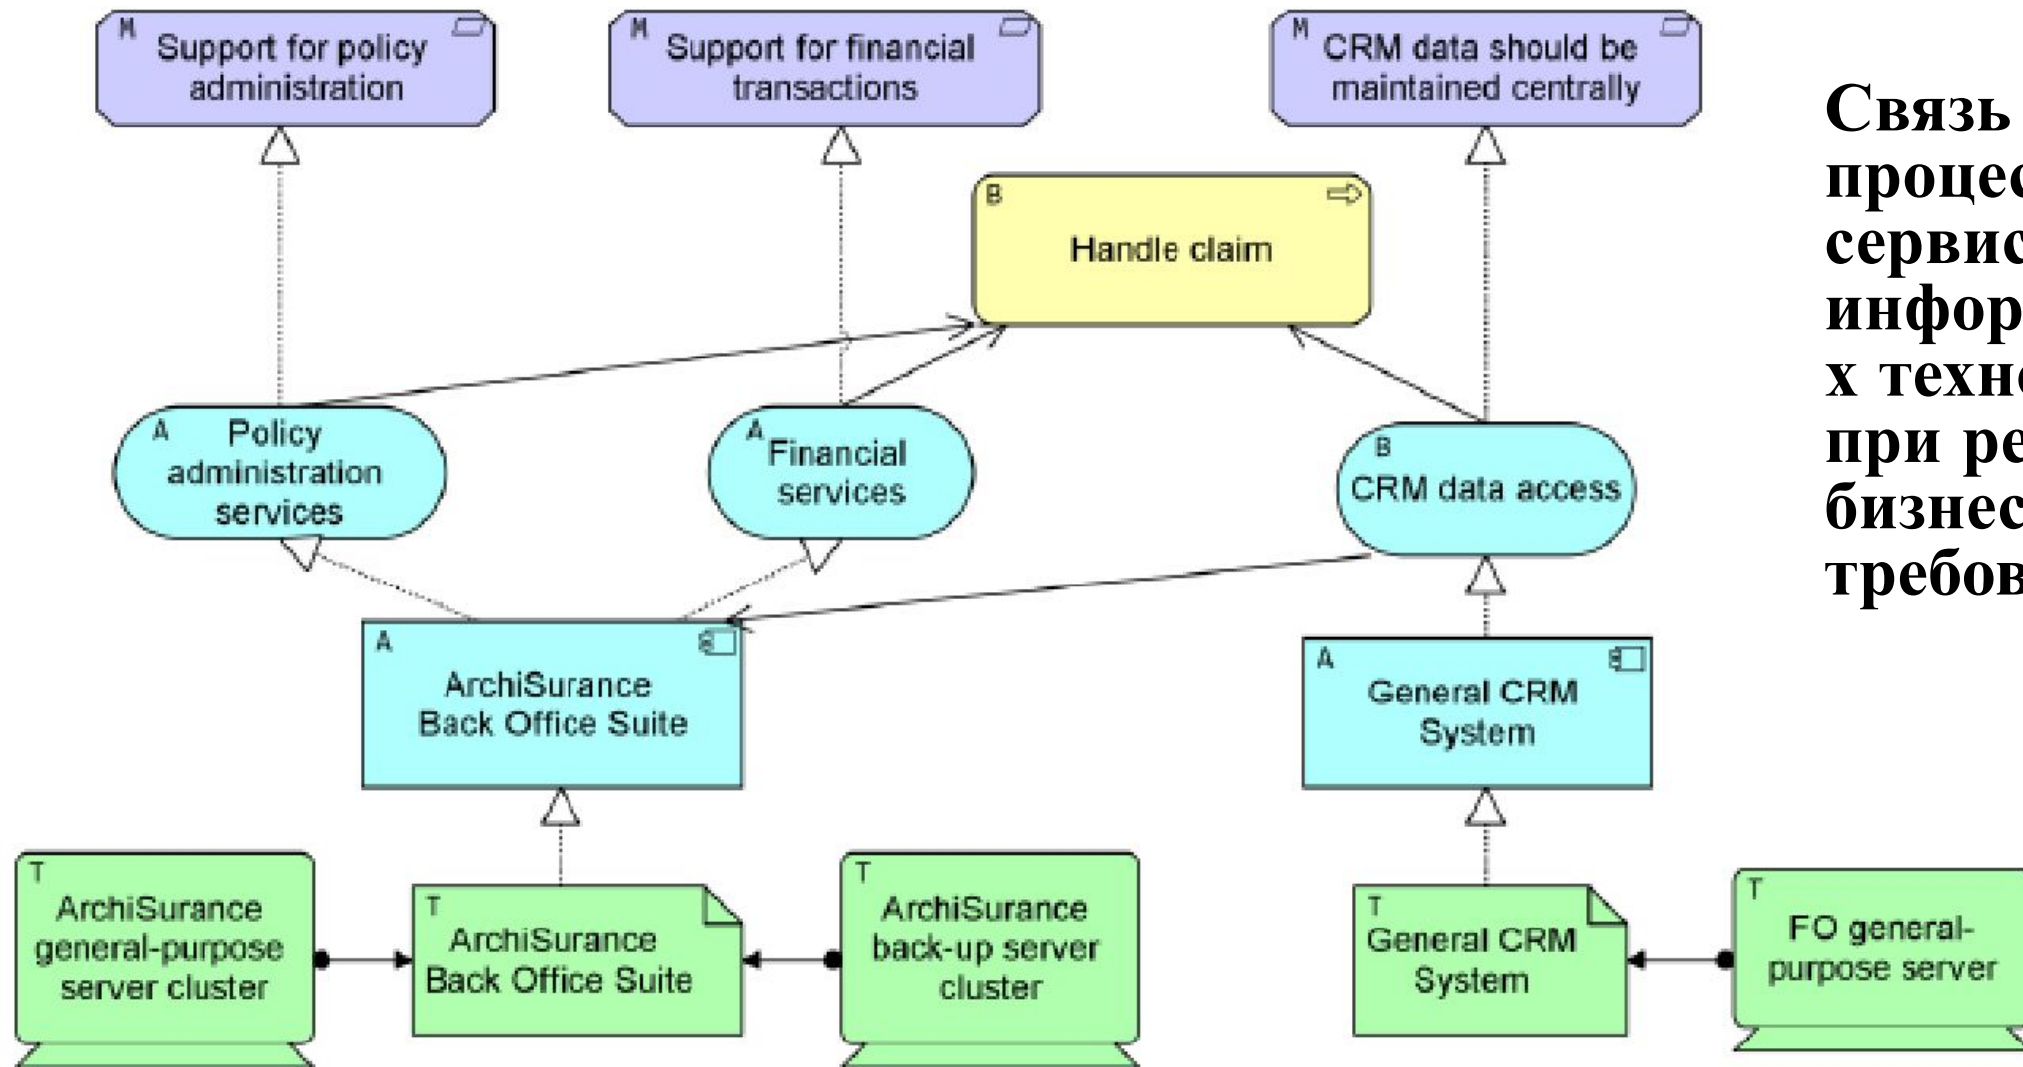 M
Support for policy
administration
M
Support for financial
transactions
M
CRM data should be
maintained centrally
B
Handle claim
A
Policy
administration
services
A
Financial
services
B
CRM data access
A
ArchiSurance
Back Office Suite
A
General CRM
System
T
ArchiSurance
general-purpose
server cluster
T
ArchiSurance
Back Office Suite
T
ArchiSurance
back-up server
cluster
T
General CRM
System
T
FO general-
purpose server
Связь
процес
сервис
инфор
х техн
при ре
бизнес
требов